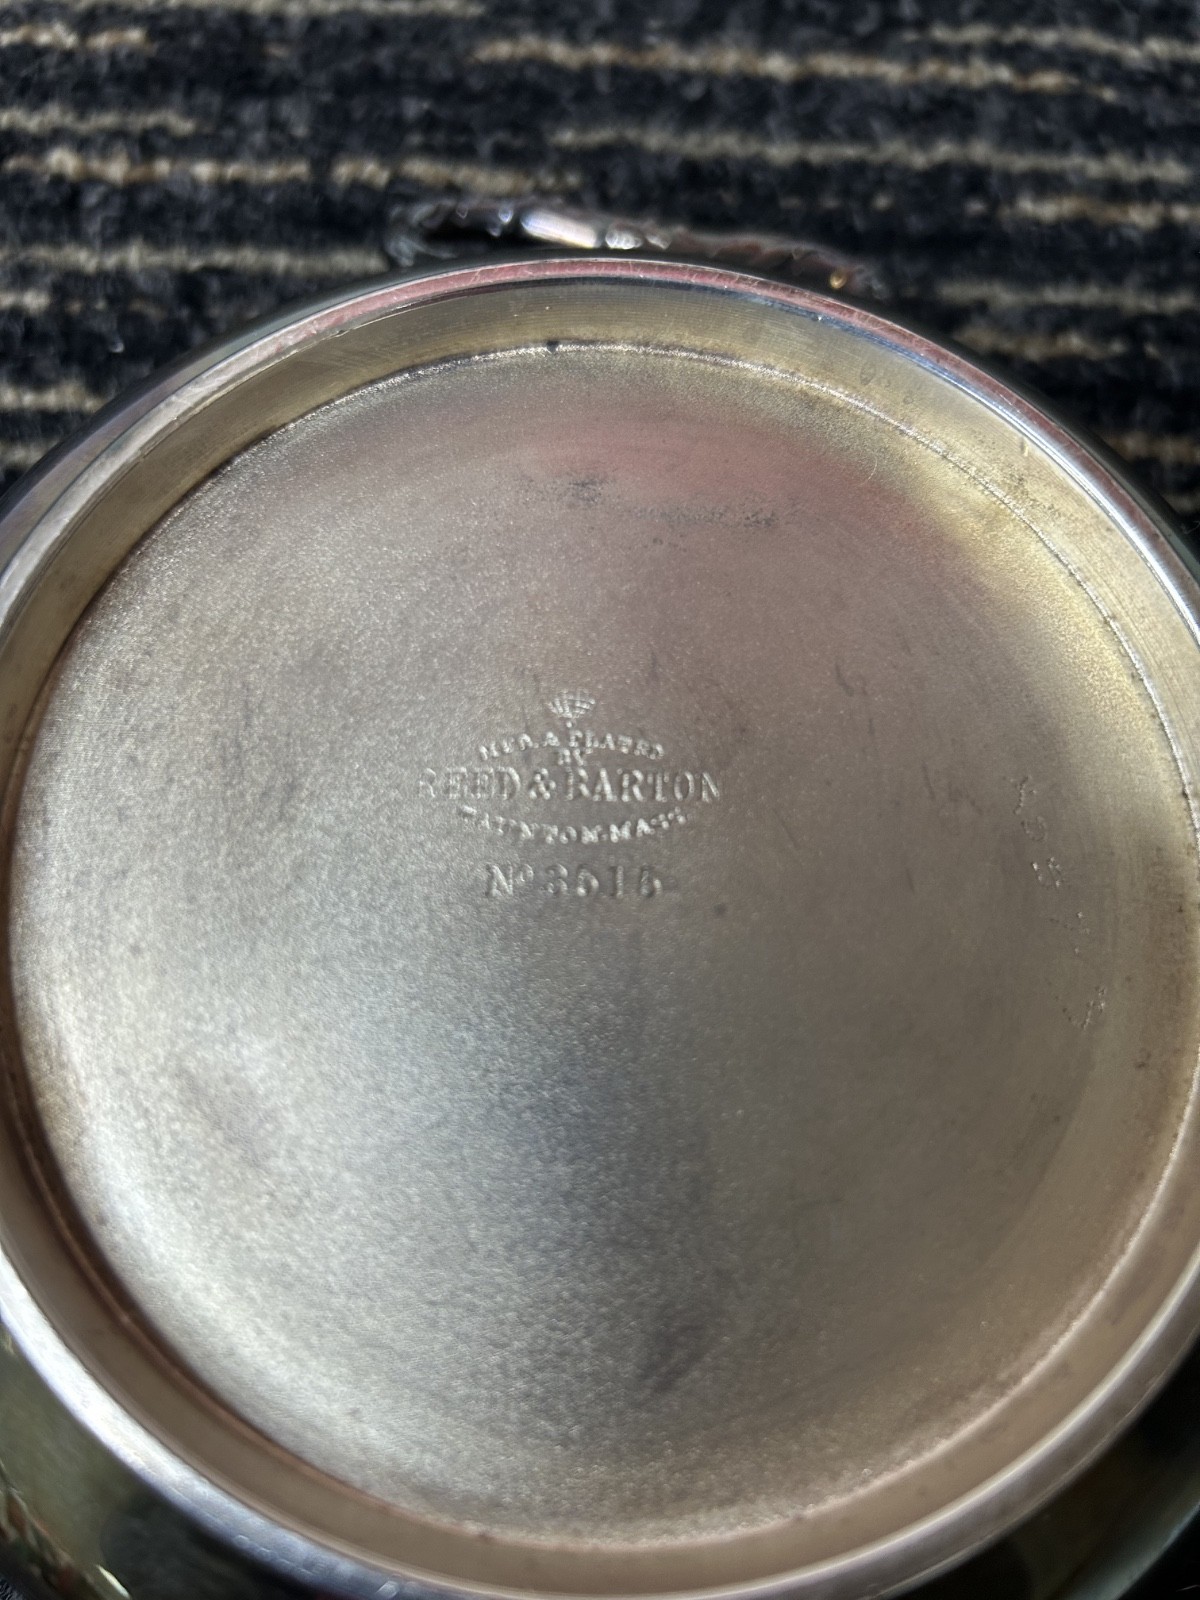 MFG. & PLATED
BY
REED & BARTON
TAUNTON. MASS
Nº 3515